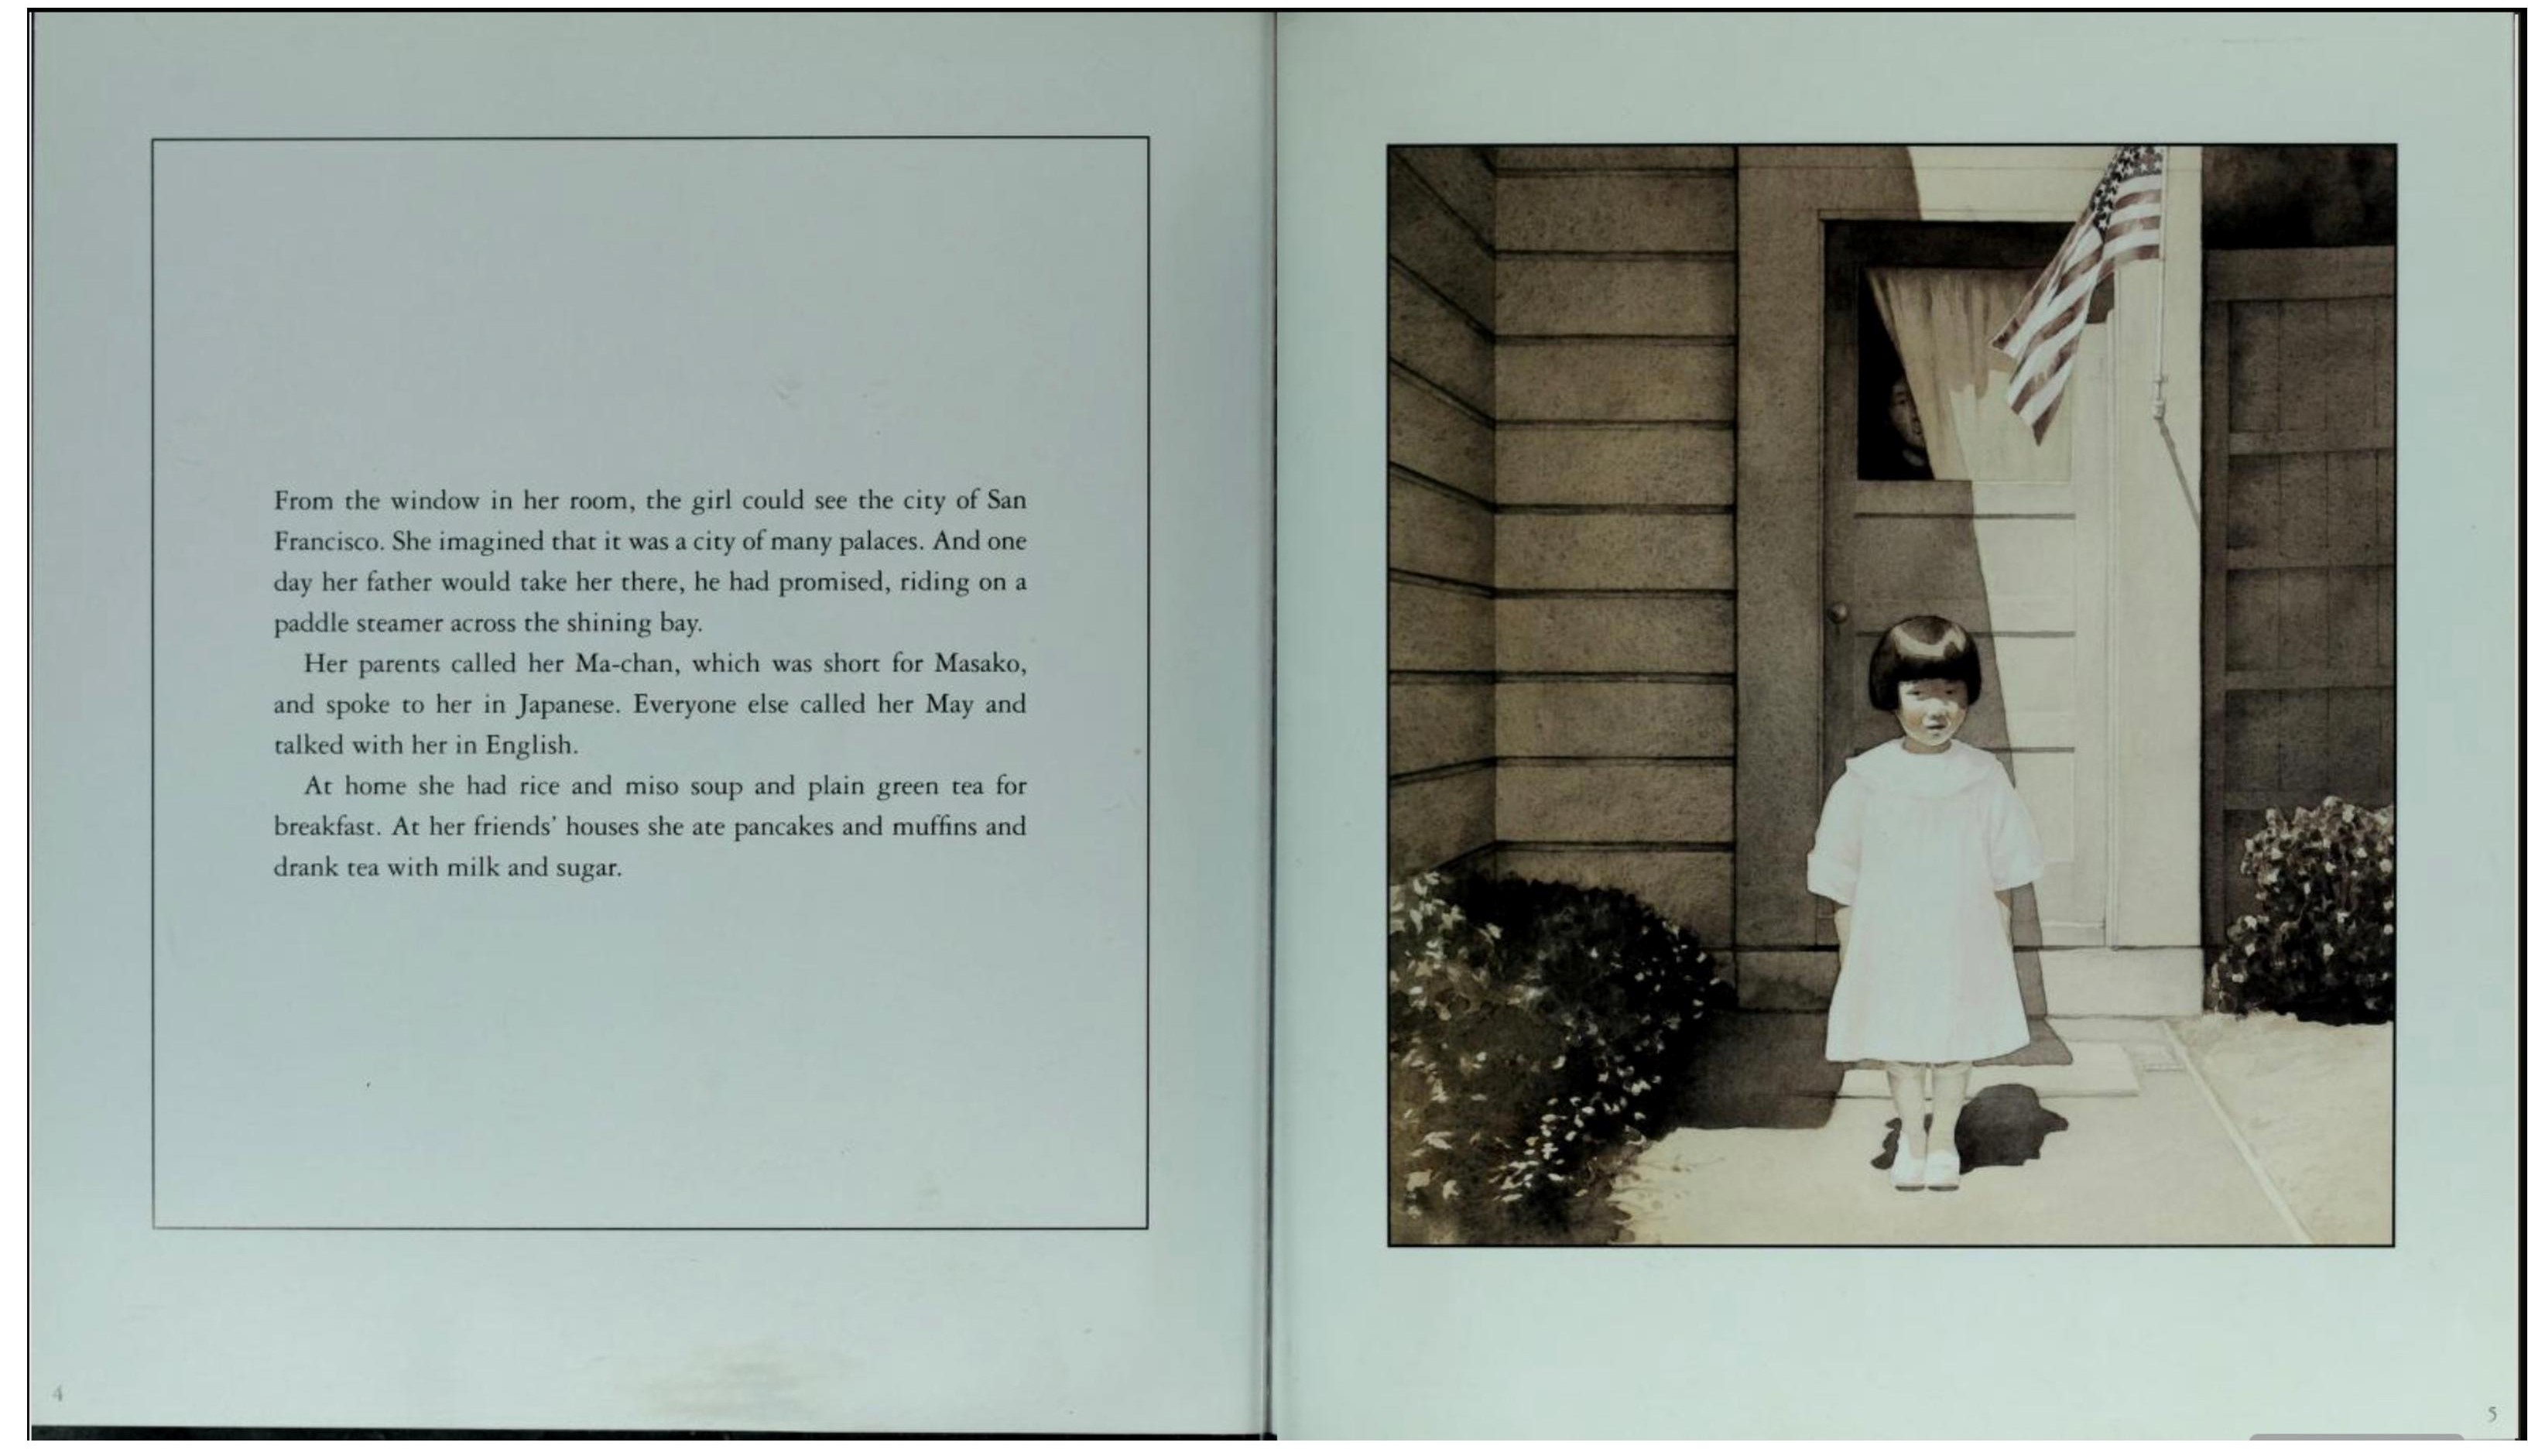 From the window in her room, the girl could see the city of San
Francisco. She imagined that it was a city of many palaces. And one
day her father would take her there, he had promised, riding on a
paddle steamer across the shining bay.
Her parents called her Ma-chan, which was short for Masako,
and spoke to her in Japanese. Everyone else called her May and
talked with her in English.
At home she had rice and miso soup and plain green tea for
breakfast. At her friends’ houses she ate pancakes and muffins and
drank tea with milk and sugar.
4
5